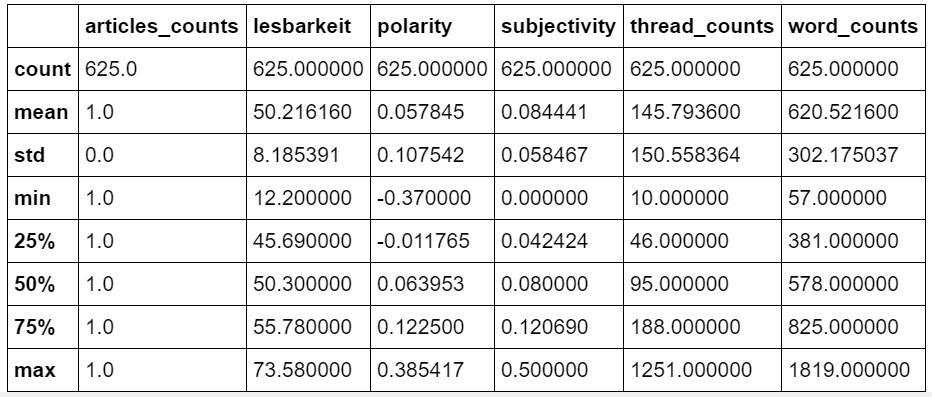 articles_counts lesbarkeit polarity subjectivity thread_counts word_counts
count 625.0 625.000000 625.000000 625.000000 625.000000 625.000000
mean 1.0 50.216160 0.057845 0.084441 145.793600 620.521600
std 0.0 8.185391 0.107542 0.058467 150.558364 302.175037
min 1.0 12.200000 -0.370000 0.000000 10.000000 57.000000
25% 1.0 45.690000 -0.011765 0.042424 46.000000 381.000000
50% 1.0 50.300000 0.063953 0.080000 95.000000 578.000000
75% 1.0 55.780000 0.122500 0.120690 188.000000 825.000000
max 1.0 73.580000 0.385417 0.500000 1251.000000 1819.000000